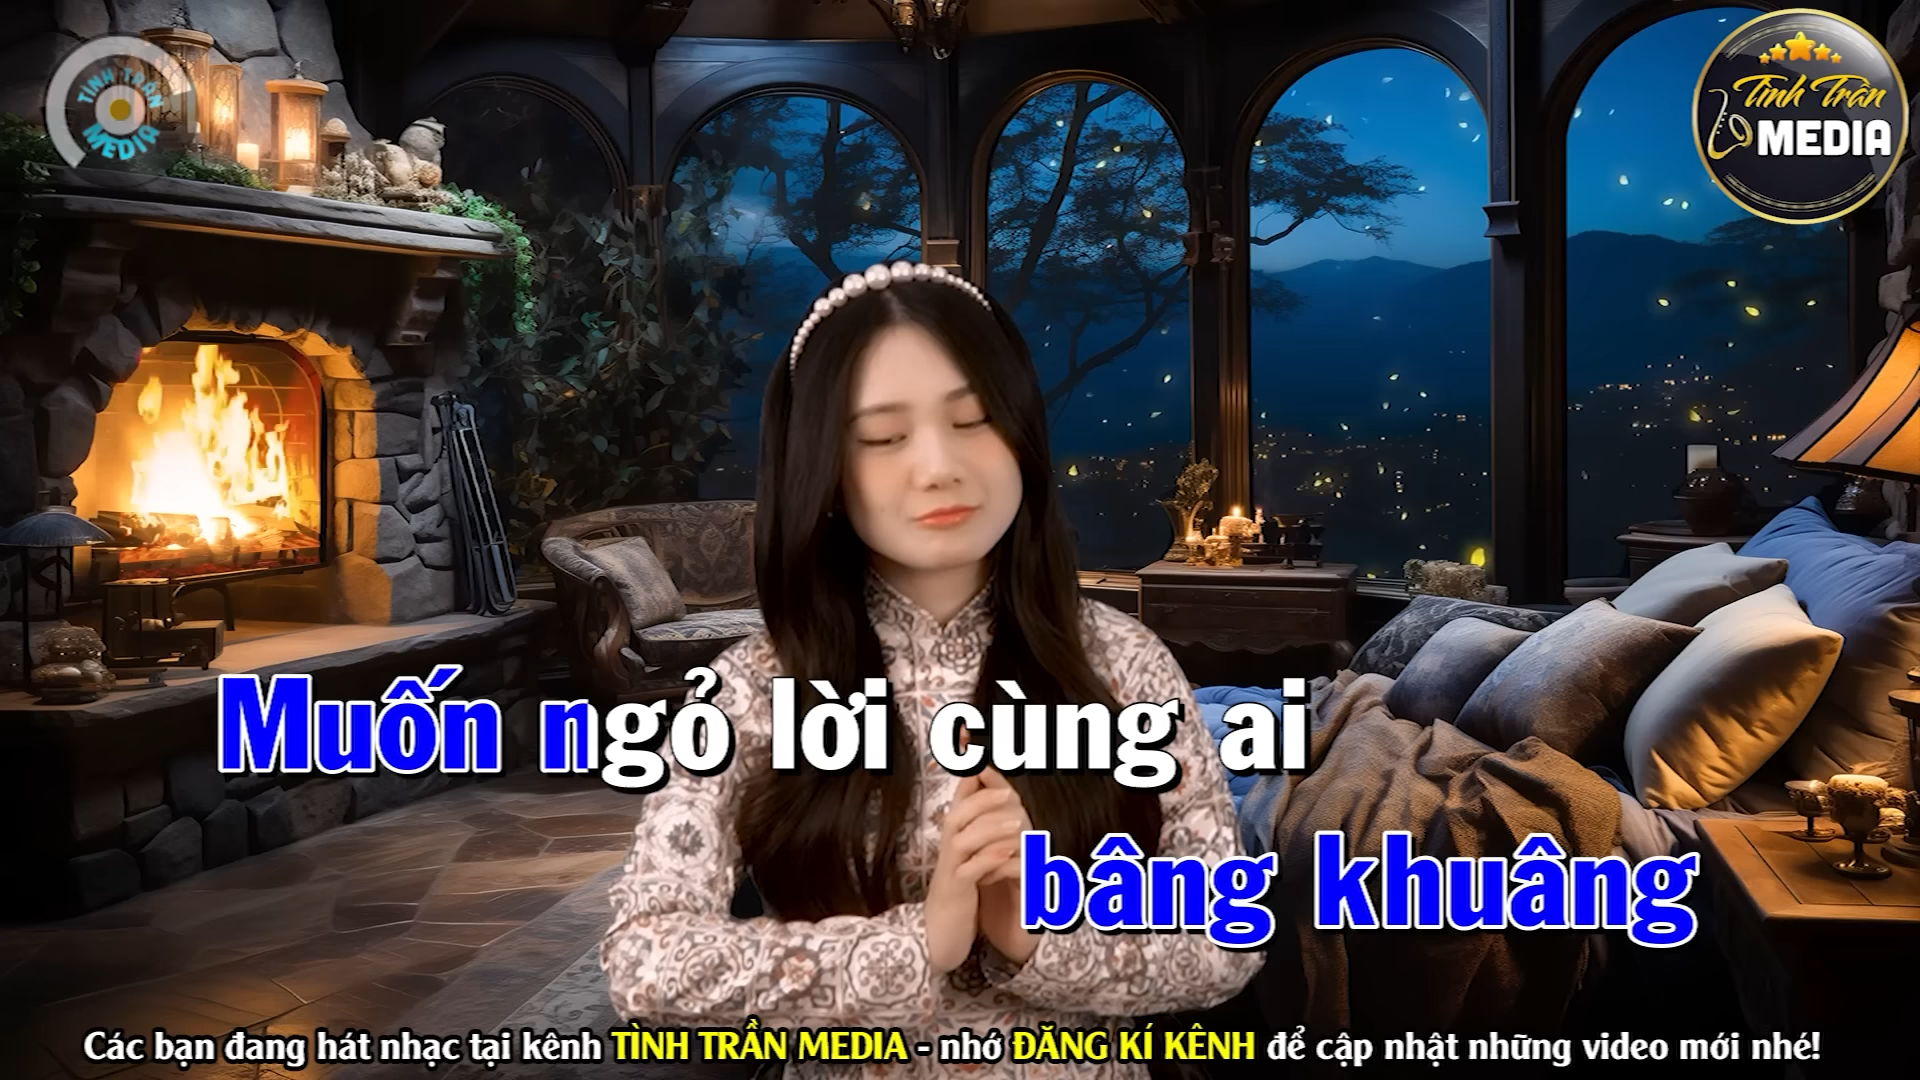 TÌNH TRẦN
MEDIA
Tình Trần
MEDIA
Muốn ngỏ lời cùng ai
bâng khuâng
Các bạn đang hát nhạc tại kênh TÌNH TRẦN MEDIA - nhớ ĐĂNG KÍ KÊNH để cập nhật những video mới nhé!